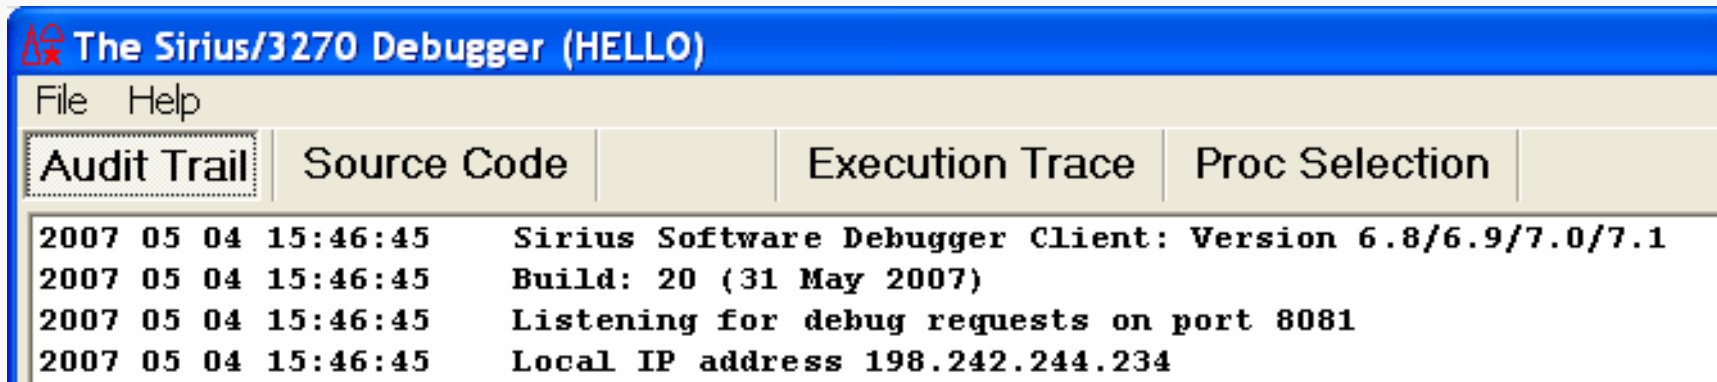 The Sirius/3270 Debugger (HELLO)
File Help
Audit Trail Source Code Execution Trace Proc Selection
2007 05 04 15:46:45 Sirius Software Debugger Client: Version 6.8/6.9/7.0/7.1
2007 05 04 15:46:45 Build: 20 (31 May 2007)
2007 05 04 15:46:45 Listening for debug requests on port 8081
2007 05 04 15:46:45 Local IP address 198.242.244.234